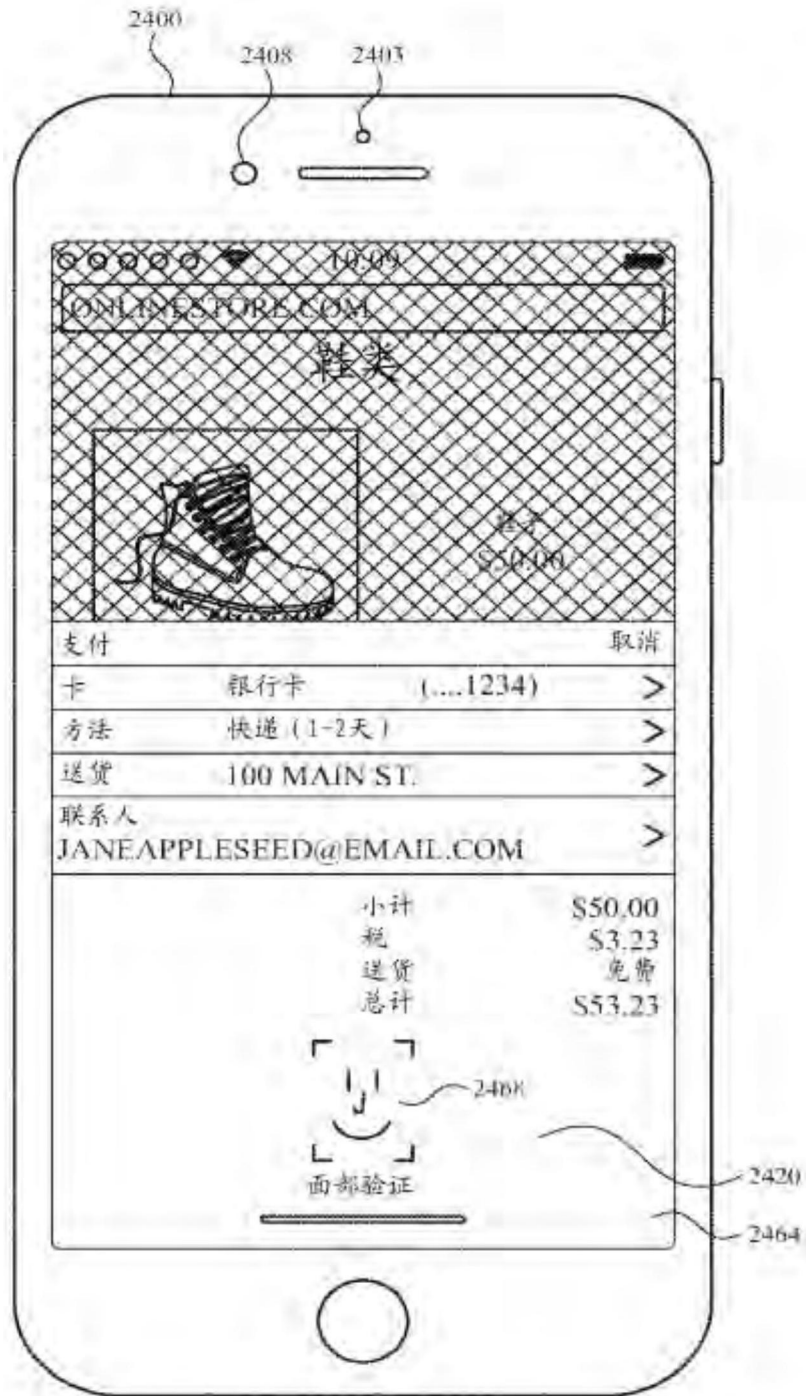 2400
2408
2403
10:09
ONLINESTORE.COM
鞋类
鞋子
$50.00
支付 取消
卡 银行卡 (....1234) >
方法 快递(1-2天) >
送货 100 MAIN ST. >
联系人
JANEAPPLESEED@EMAIL.COM >
小计 $50.00
税 $3.23
送货 免费
总计 $53.23
2468
面部验证
2420
2464